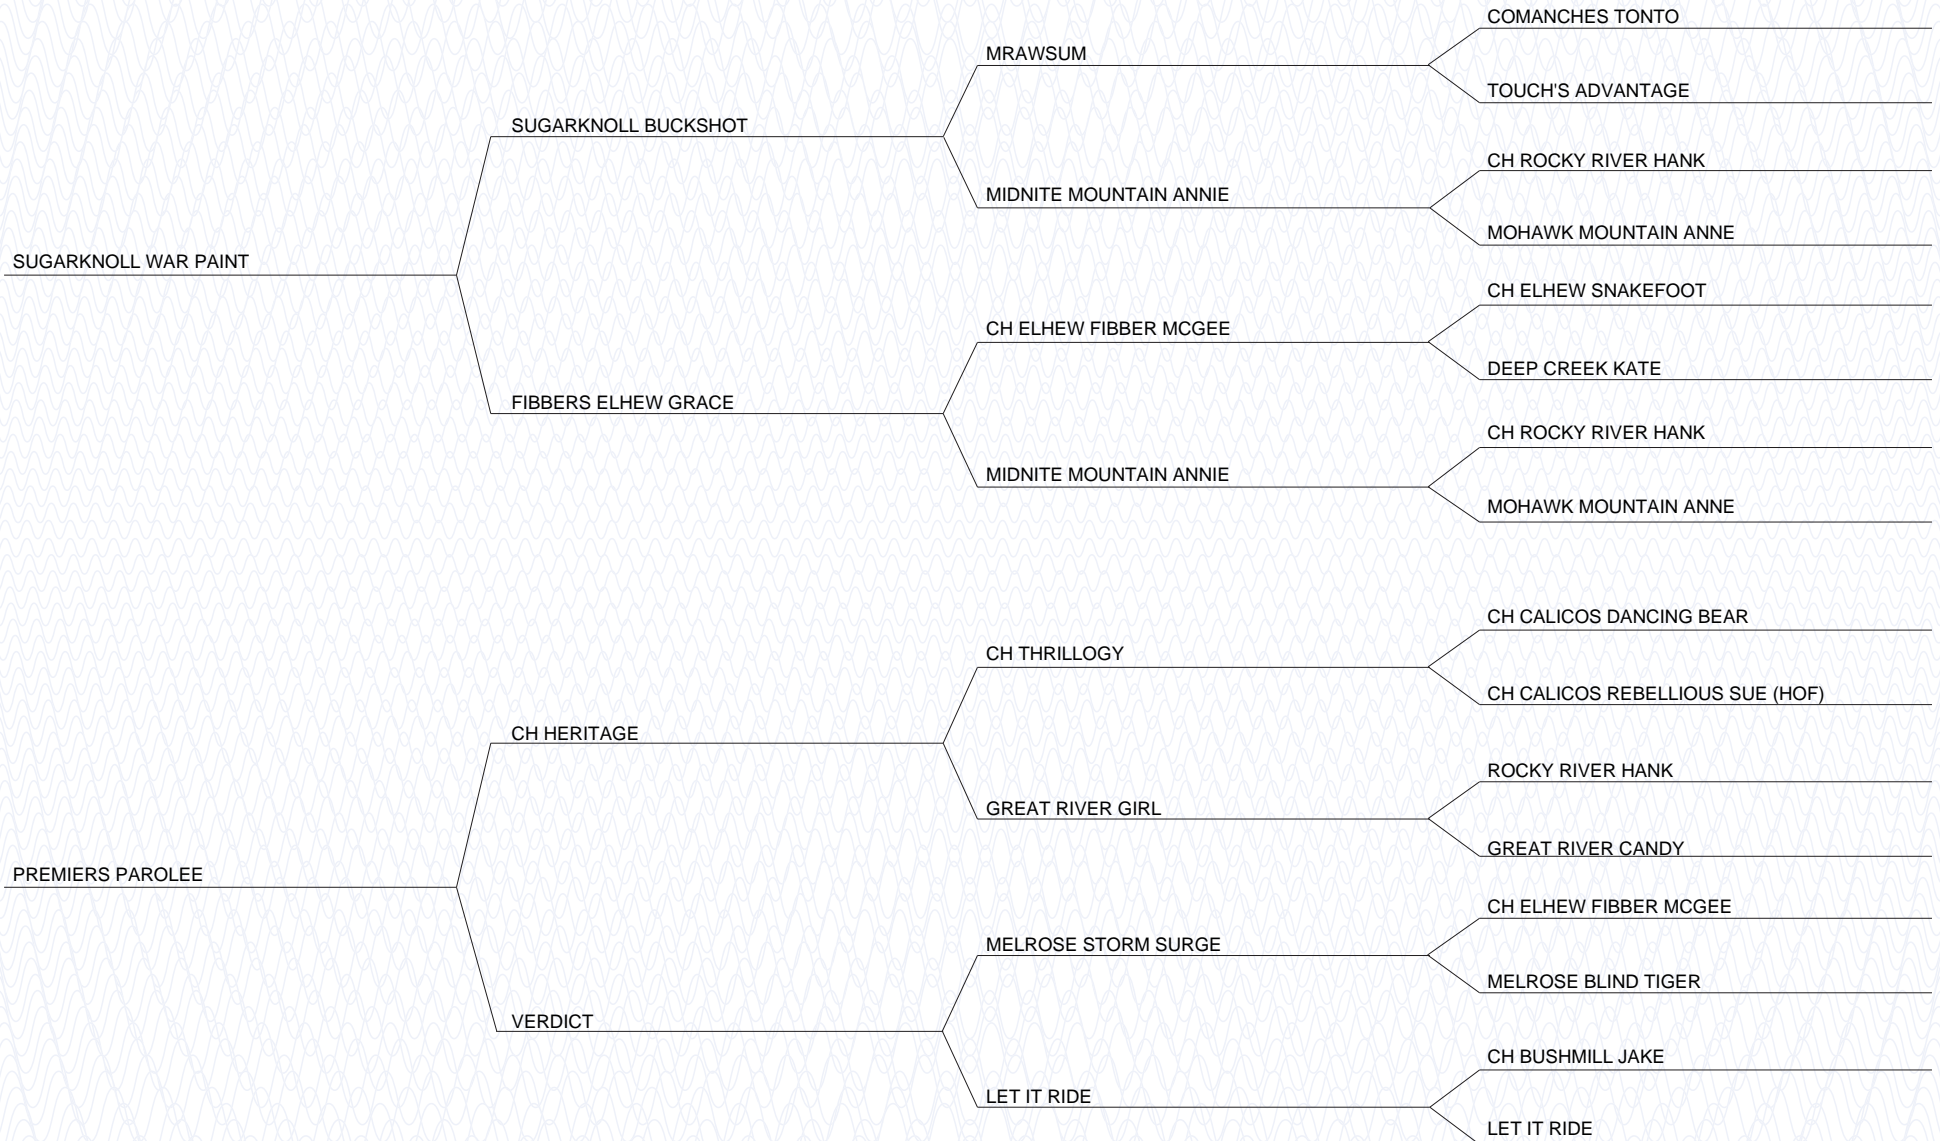 COMANCHES TONTO
MRAWSUM
TOUCH'S ADVANTAGE
SUGARKNOLL BUCKSHOT
CH ROCKY RIVER HANK
MIDNITE MOUNTAIN ANNIE
MOHAWK MOUNTAIN ANNE
SUGARKNOLL WAR PAINT
CH ELHEW SNAKEFOOT
CH ELHEW FIBBER MCGEE
DEEP CREEK KATE
FIBBERS ELHEW GRACE
CH ROCKY RIVER HANK
MIDNITE MOUNTAIN ANNIE
MOHAWK MOUNTAIN ANNE
CH CALICOS DANCING BEAR
CH THRILLOGY
CH CALICOS REBELLIOUS SUE (HOF)
CH HERITAGE
ROCKY RIVER HANK
GREAT RIVER GIRL
GREAT RIVER CANDY
PREMIERS PAROLEE
CH ELHEW FIBBER MCGEE
MELROSE STORM SURGE
MELROSE BLIND TIGER
VERDICT
CH BUSHMILL JAKE
LET IT RIDE
LET IT RIDE